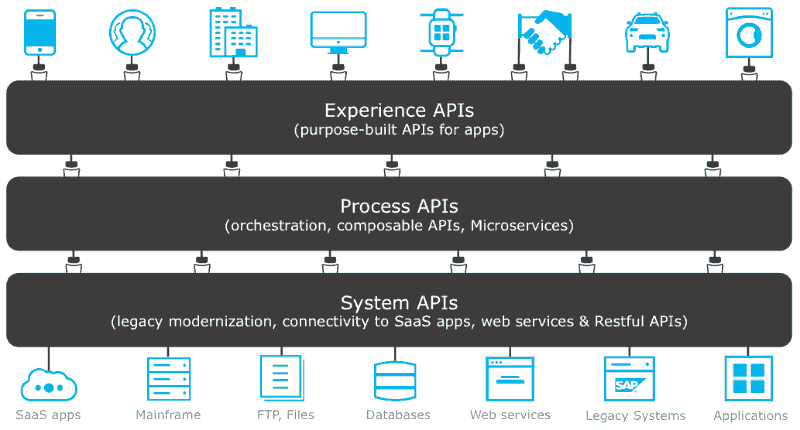 Experience APIs
(purpose-built APIs for apps)
Process APIs
(orchestration, composable APIs, Microservices)
System APIs
(legacy modernization, connectivity to SaaS apps, web services & Restful APIs)
SAP
SaaS apps
Mainframe
FTP, Files
Databases
Web services
Legacy Systems
Applications